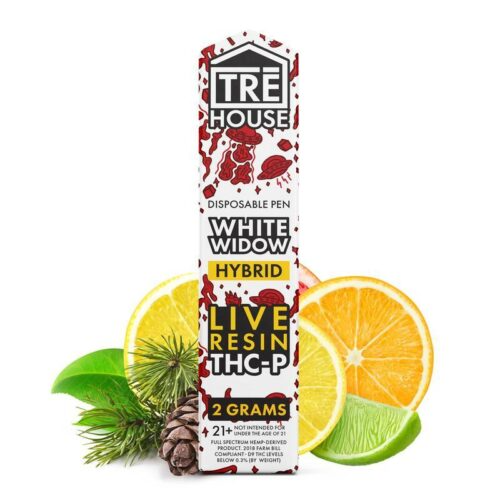 TRĒ
HOUSE
DISPOSABLE PEN
WHITE
WIDOW
HYBRID
LIVE
RESIN
THC-P
2 GRAMS
21+ NOT INTENDED FOR
UNDER THE AGE OF 21
FULL SPECTRUM HEMP-DERIVED
PRODUCT. 2018 FARM BILL
COMPLIANT · D9 THC LEVELS
BELOW 0.3% (BY WEIGHT)